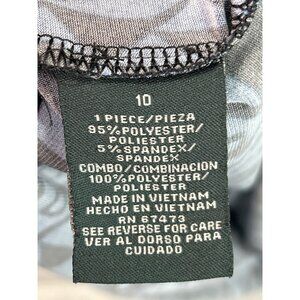 10
1 PIECE/PIEZA
95%POLYESTER/
POLIESTER
5%SPANDEX/
SPANDEX
COMBO/COMBINACION
100%POLYESTER/
POLIESTER
MADE IN VIETNAM
HECHO EN VIETNAM
RN 67473
SEE REVERSE FOR CARE
VER AL DORSO PARA
CUIDADO